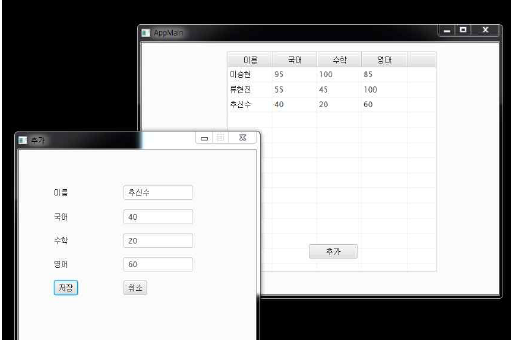 AppMain
이름 국어 수학 영어
이승현 95 100 85
류현진 55 45 100
추신수 40 20 60
추가
추가
이름 추신수
국어 40
수학 20
영어 60
저장 취소